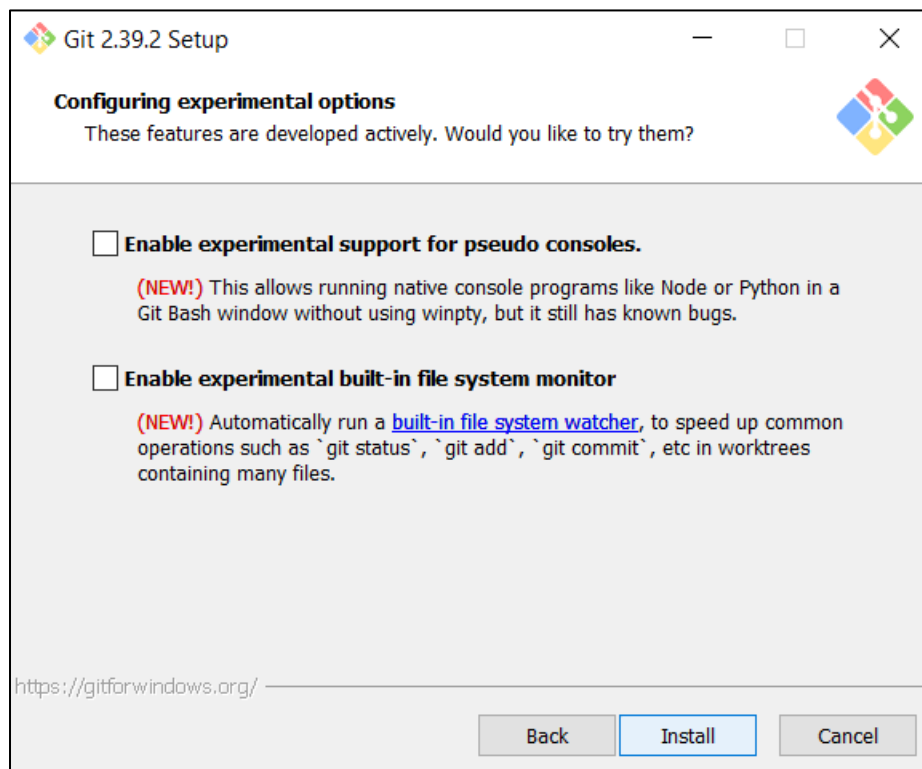 Git 2.39.2 Setup
Configuring experimental options
These features are developed actively. Would you like to try them?
Enable experimental support for pseudo consoles.
(NEW!) This allows running native console programs like Node or Python in a
Git Bash window without using winpty, but it still has known bugs.
Enable experimental built-in file system monitor
(NEW!) Automatically run a built-in file system watcher, to speed up common
operations such as `git status`, `git add`, `git commit`, etc in worktrees
containing many files.
https://gitforwindows.org/
Back Install Cancel